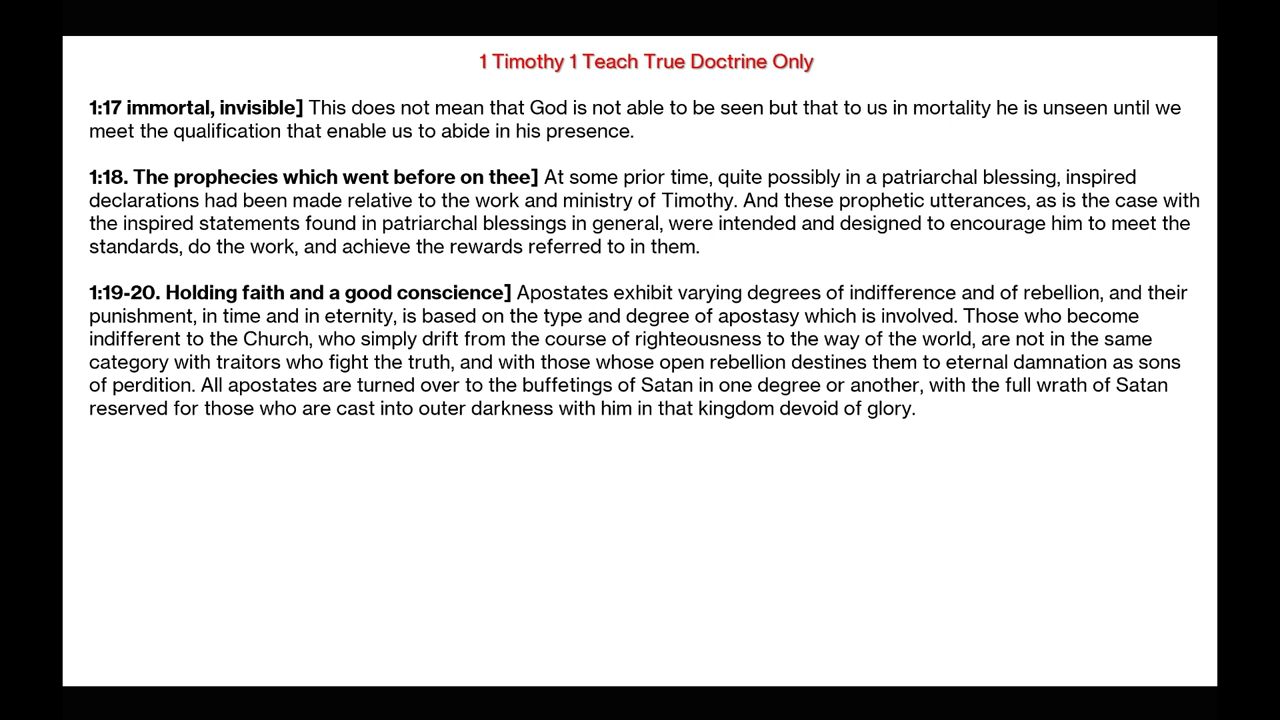 1 Timothy 1 Teach True Doctrine Only
1:17 immortal, invisible] This does not mean that God is not able to be seen but that to us in mortality he is unseen until we
meet the qualification that enable us to abide in his presence.
1:18. The prophecies which went before on thee] At some prior time, quite possibly in a patriarchal blessing, inspired
declarations had been made relative to the work and ministry of Timothy. And these prophetic utterances, as is the case with
the inspired statements found in patriarchal blessings in general, were intended and designed to encourage him to meet the
standards, do the work, and achieve the rewards referred to in them.
1:19-20. Holding faith and a good conscience] Apostates exhibit varying degrees of indifference and of rebellion, and their
punishment, in time and in eternity, is based on the type and degree of apostasy which is involved. Those who become
indifferent to the Church, who simply drift from the course of righteousness to the way of the world, are not in the same
category with traitors who fight the truth, and with those whose open rebellion destines them to eternal damnation as sons
of perdition. All apostates are turned over to the buffetings of Satan in one degree or another, with the full wrath of Satan
reserved for those who are cast into outer darkness with him in that kingdom devoid of glory.